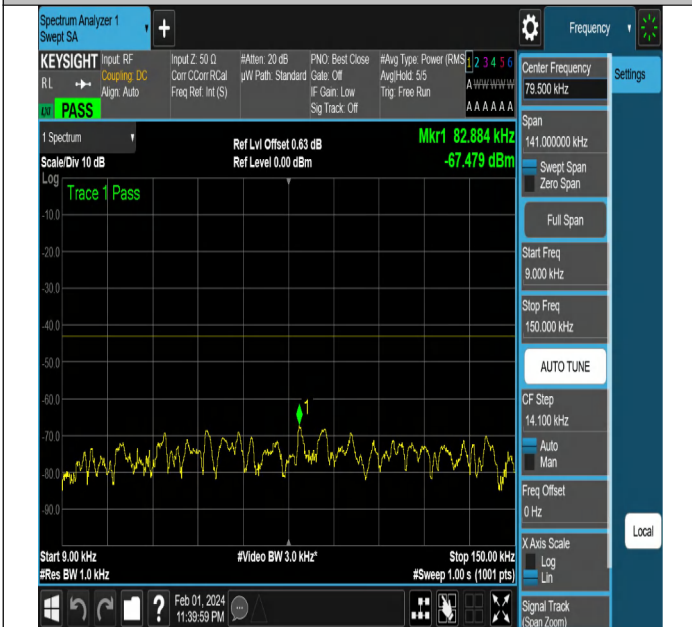 Spectrum Analyzer 1
Swept SA
+
Frequency
KEYSIGHT
RL
LXI
PASS
Input: RF
Coupling: DC
Align: Auto
Input Z: 50 Ω
Corr CCorr RCal
Freq Ref: Int (S)
#Atten: 20 dB
µW Path: Standard
PNO: Best Close
Gate: Off
IF Gain: Low
Sig Track: Off
#Avg Type: Power (RMS
Avg|Hold: 5/5
Trig: Free Run
1 2 3 4 5 6
A W W W W W
A A A A A A
Center Frequency
79.500 kHz
Settings
1 Spectrum
Scale/Div 10 dB
Ref Lvl Offset 0.63 dB
Ref Level 0.00 dBm
Mkr1 82.884 kHz
-67.479 dBm
Span
141.000000 kHz
Swept Span
Zero Span
Full Span
Start Freq
9.000 kHz
Stop Freq
150.000 kHz
AUTO TUNE
CF Step
14.100 kHz
Auto
Man
Freq Offset
0 Hz
X Axis Scale
Log
Lin
Signal Track
(Span Zoom)
Local
Log
Trace 1 Pass
-10.0
-20.0
-30.0
-40.0
-50.0
-60.0
-70.0
-80.0
-90.0
1
Start 9.00 kHz
#Res BW 1.0 kHz
#Video BW 3.0 kHz*
Stop 150.00 kHz
#Sweep 1.00 s (1001 pts)
?
Feb 01, 2024
11:39:59 PM